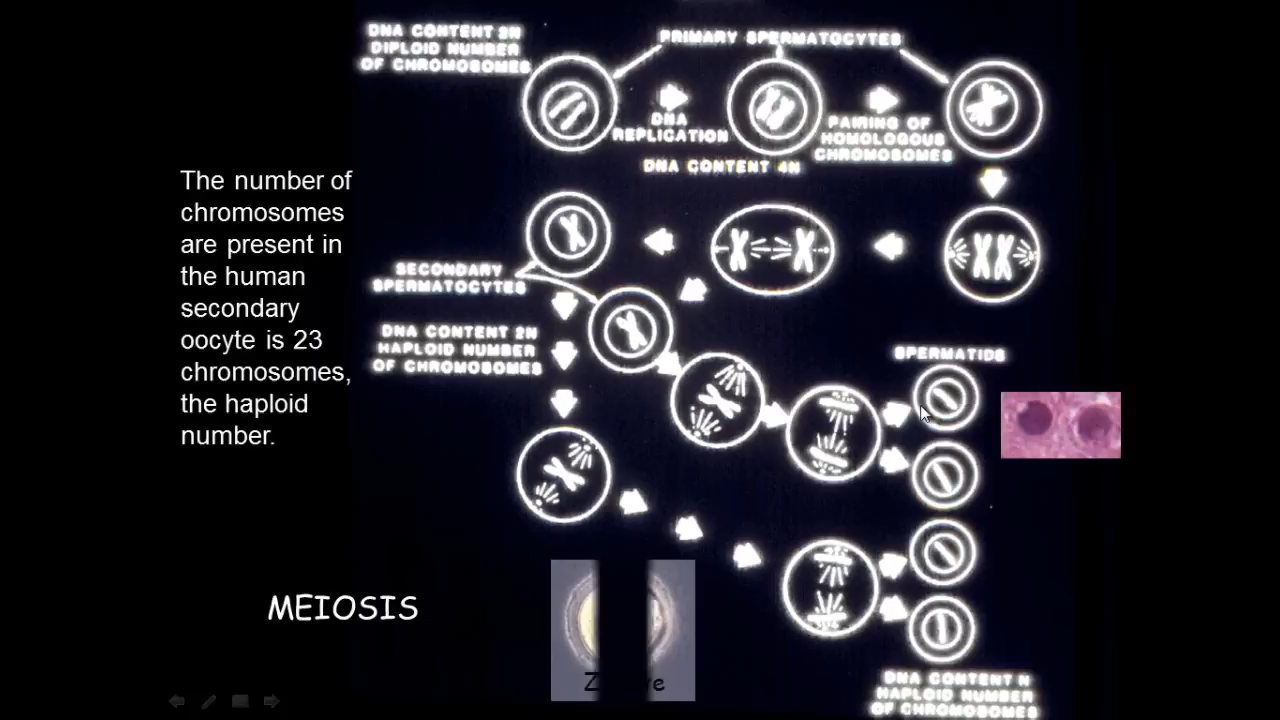 DNA CONTENT 2N
DIPLOID NUMBER
OF CHROMOSOMES
PRIMARY SPERMATOCYTES
DNA
REPLICATION
PAIRING OF
HOMOLOGOUS
CHROMOSOMES
DNA CONTENT 4N
The number of
chromosomes
are present in
the human
secondary
oocyte is 23
chromosomes,
the haploid
number.
SECONDARY
SPERMATOCYTES
DNA CONTENT 2N
HAPLOID NUMBER
OF CHROMOSOMES
SPERMATIDS
MEIOSIS
DNA CONTENT N
HAPLOID NUMBER
OF CHROMOSOMES